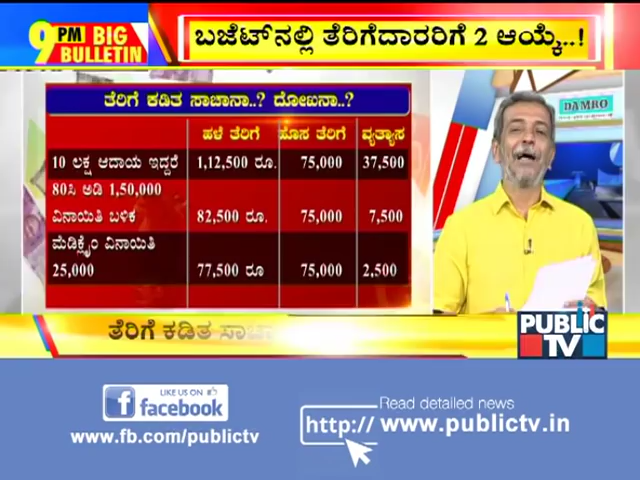 9 PM BIG BULLETIN
ಬಜೆಟ್‌ನಲ್ಲಿ ತೆರಿಗೆದಾರರಿಗೆ 2 ಆಯ್ಕೆ..!
ತೆರಿಗೆ ಕಡಿತ ಸಾಚಾನಾ..? ದೋಖನಾ..?
ಹಳೆ ತೆರಿಗೆ ಹೊಸ ತೆರಿಗೆ ವ್ಯತ್ಯಾಸ
10 ಲಕ್ಷ ಆದಾಯ ಇದ್ದರೆ 1,12,500 ರೂ. 75,000 37,500
80ಸಿ ಅಡಿ 1,50,000
ವಿನಾಯಿತಿ ಬಳಿಕ 82,500 ರೂ. 75,000 7,500
ಮೆಡಿಕ್ಲೈಂ ವಿನಾಯಿತಿ
25,000 77,500 ರೂ 75,000 2,500
DAMRO
ತೆರಿಗೆ ಕಡಿತ ಸಾಚಾ
PUBLIC TV
LIKE US ON
facebook
www.fb.com/publictv
Read detailed news
http:// www.publictv.in